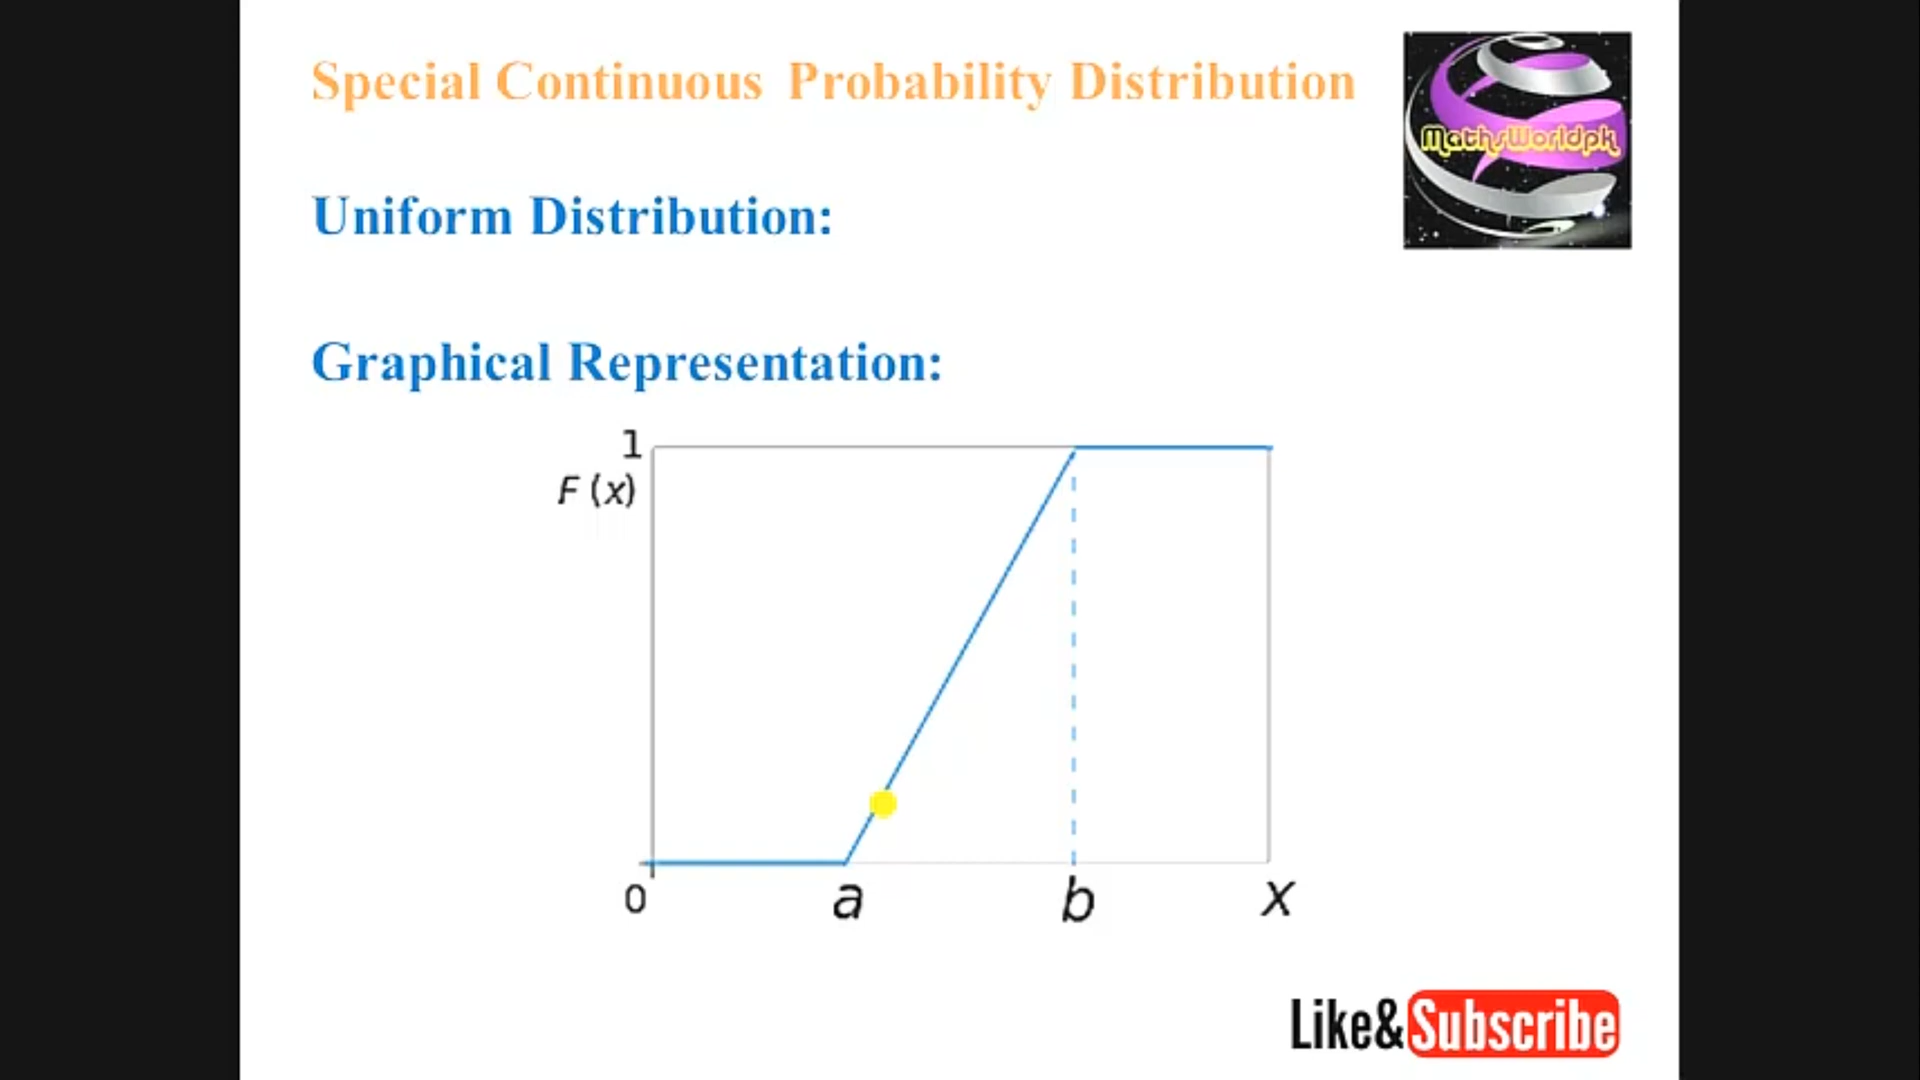 Special Continuous Probability Distribution
MathsWorldpk
Uniform Distribution:
Graphical Representation:
1
F (x)
0
a
b
x
Like&Subscribe